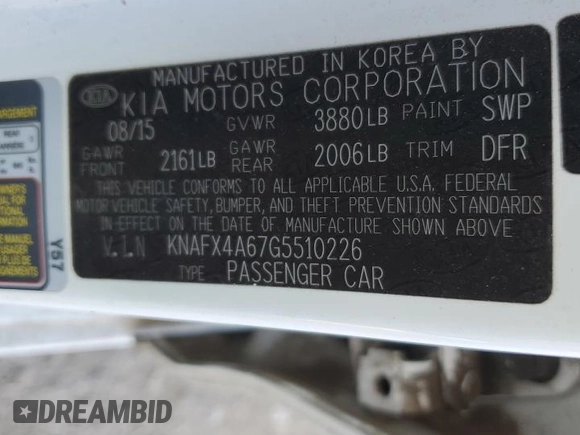 MANUFACTURED IN KOREA BY
KIA KIA MOTORS CORPORATION
08/15 GVWR 3880LB PAINT SWP
GAWR FRONT 2161LB GAWR REAR 2006LB TRIM DFR
THIS VEHICLE CONFORMS TO ALL APPLICABLE U.S.A. FEDERAL
MOTOR VEHICLE SAFETY, BUMPER, AND THEFT PREVENTION STANDARDS
IN EFFECT ON THE DATE OF MANUFACTURE SHOWN ABOVE.
V.I.N KNAFX4A67G5510226
TYPE PASSENGER CAR
Y57
REAR
DREAMBID